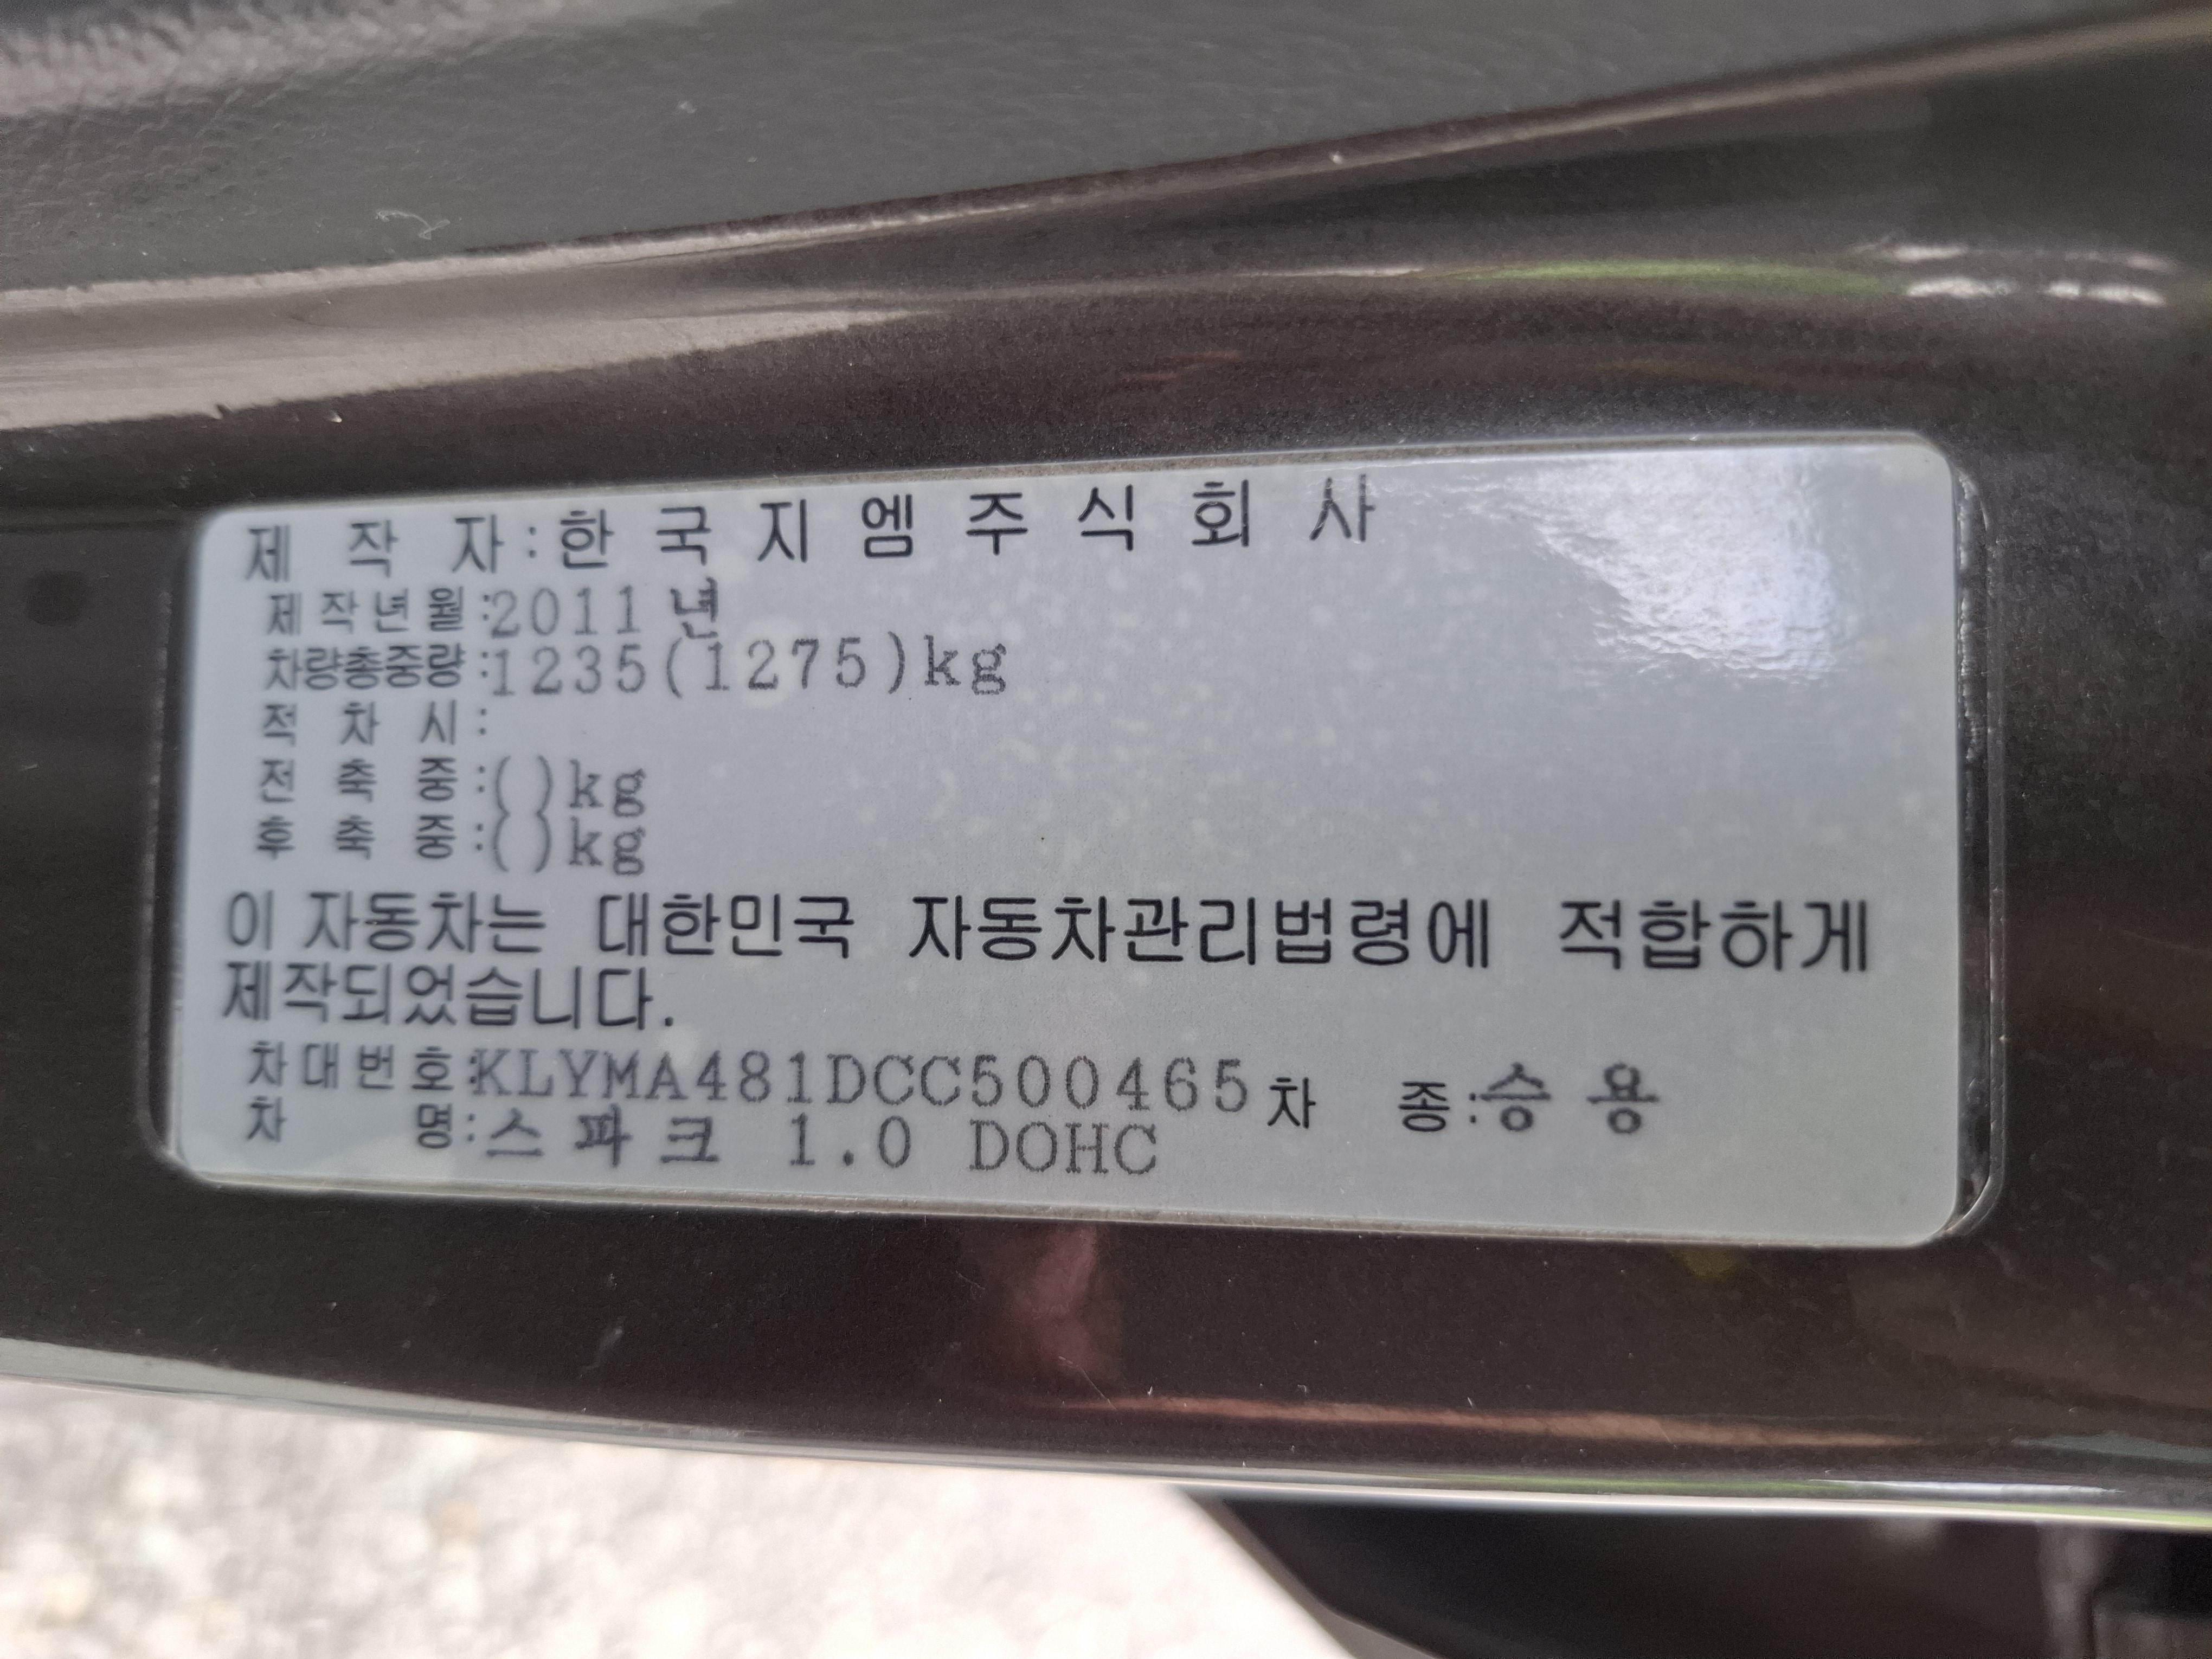 제 작 자:한 국 지 엠 주 식 회 사
제 작 년 월:2011 년
차량총중량:1235(1275)kg
적 차 시:
전 축 중:( )kg
후 축 중:( )kg
이 자동차는 대한민국 자동차관리법령에 적합하게
제작되었습니다.
차 대 번 호:KLYMA481DCC500465 차 종:승 용
차 명:스 파 크 1.0 DOHC